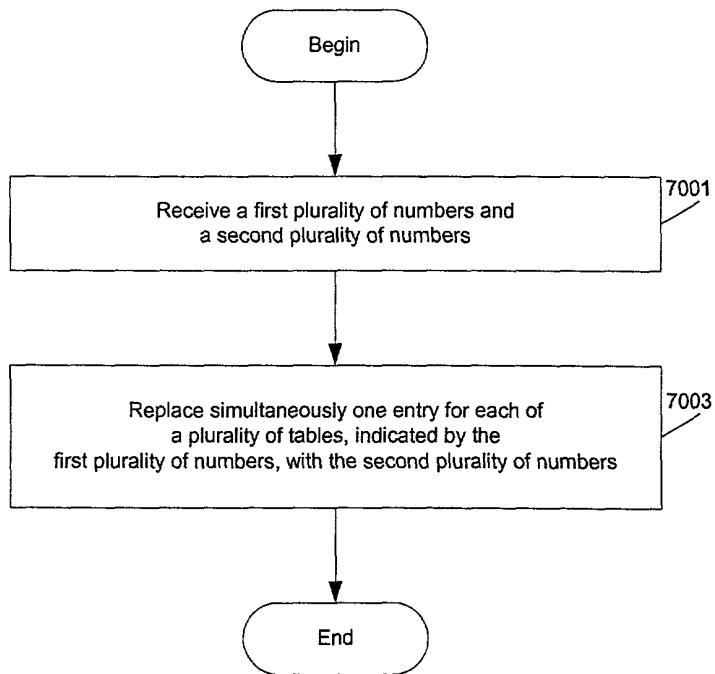 Begin
7001
Receive a first plurality of numbers and
a second plurality of numbers
7003
Replace simultaneously one entry for each of
a plurality of tables, indicated by the
first plurality of numbers, with the second plurality of numbers
End